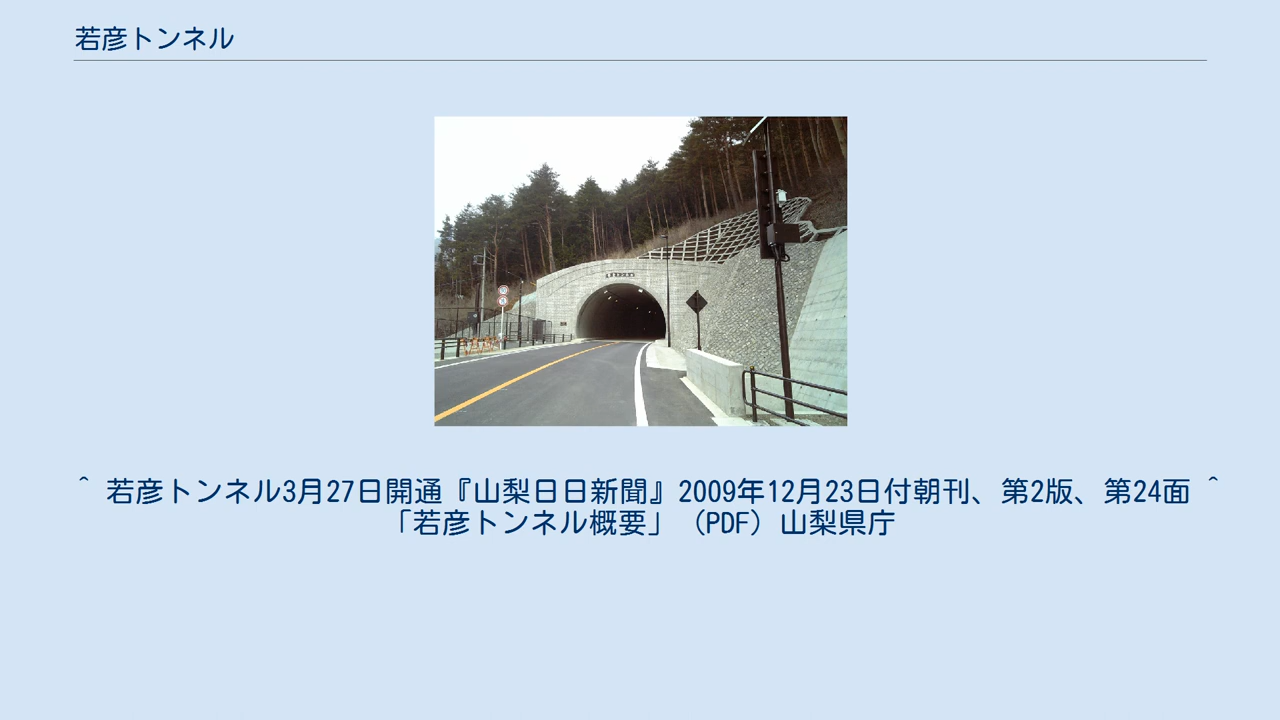 若彦トンネル
^ 若彦トンネル3月27日開通『山梨日日新聞』2009年12月23日付朝刊、第2版、第24面 ^
「若彦トンネル概要」（PDF）山梨県庁